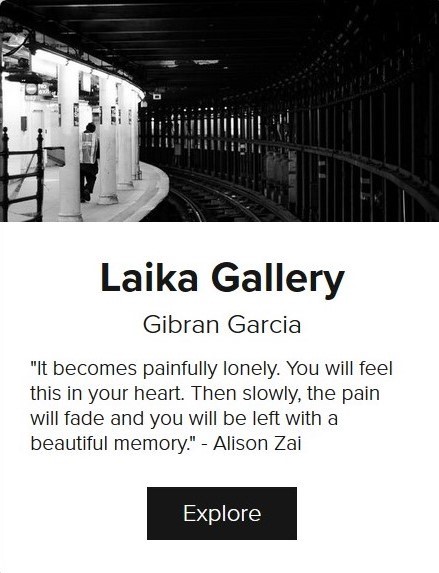 Laika Gallery
Gibran Garcia
"It becomes painfully lonely. You will feel
this in your heart. Then slowly, the pain
will fade and you will be left with a
beautiful memory." - Alison Zai
Explore